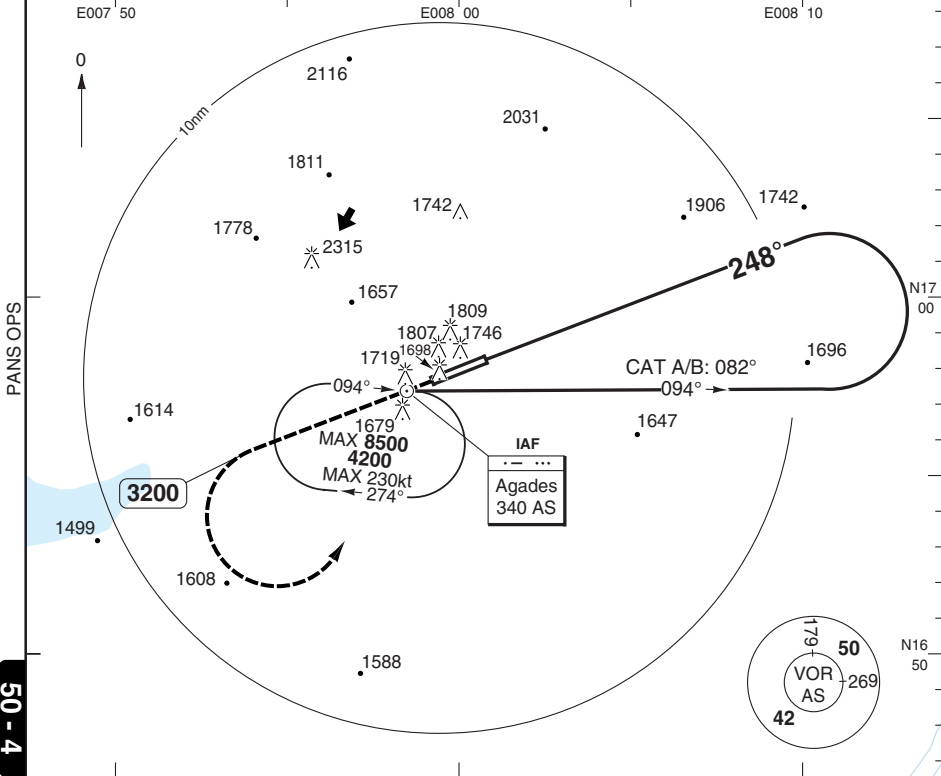 E007 50
E008 00
E008 10
0
2116
10nm
2031
1811
1742
1906
1742
1778
2315
248°
N17
00
1657
1809
1807
1746
1698
1719
1696
CAT A/B: 082°
094°
094°
PANS OPS
1614
1679
1647
MAX 8500
4200
MAX 230kt
274°
IAF
Agades
340 AS
3200
1499
1608
1588
179
50
VOR
AS
269
42
N16
50
50 - 4